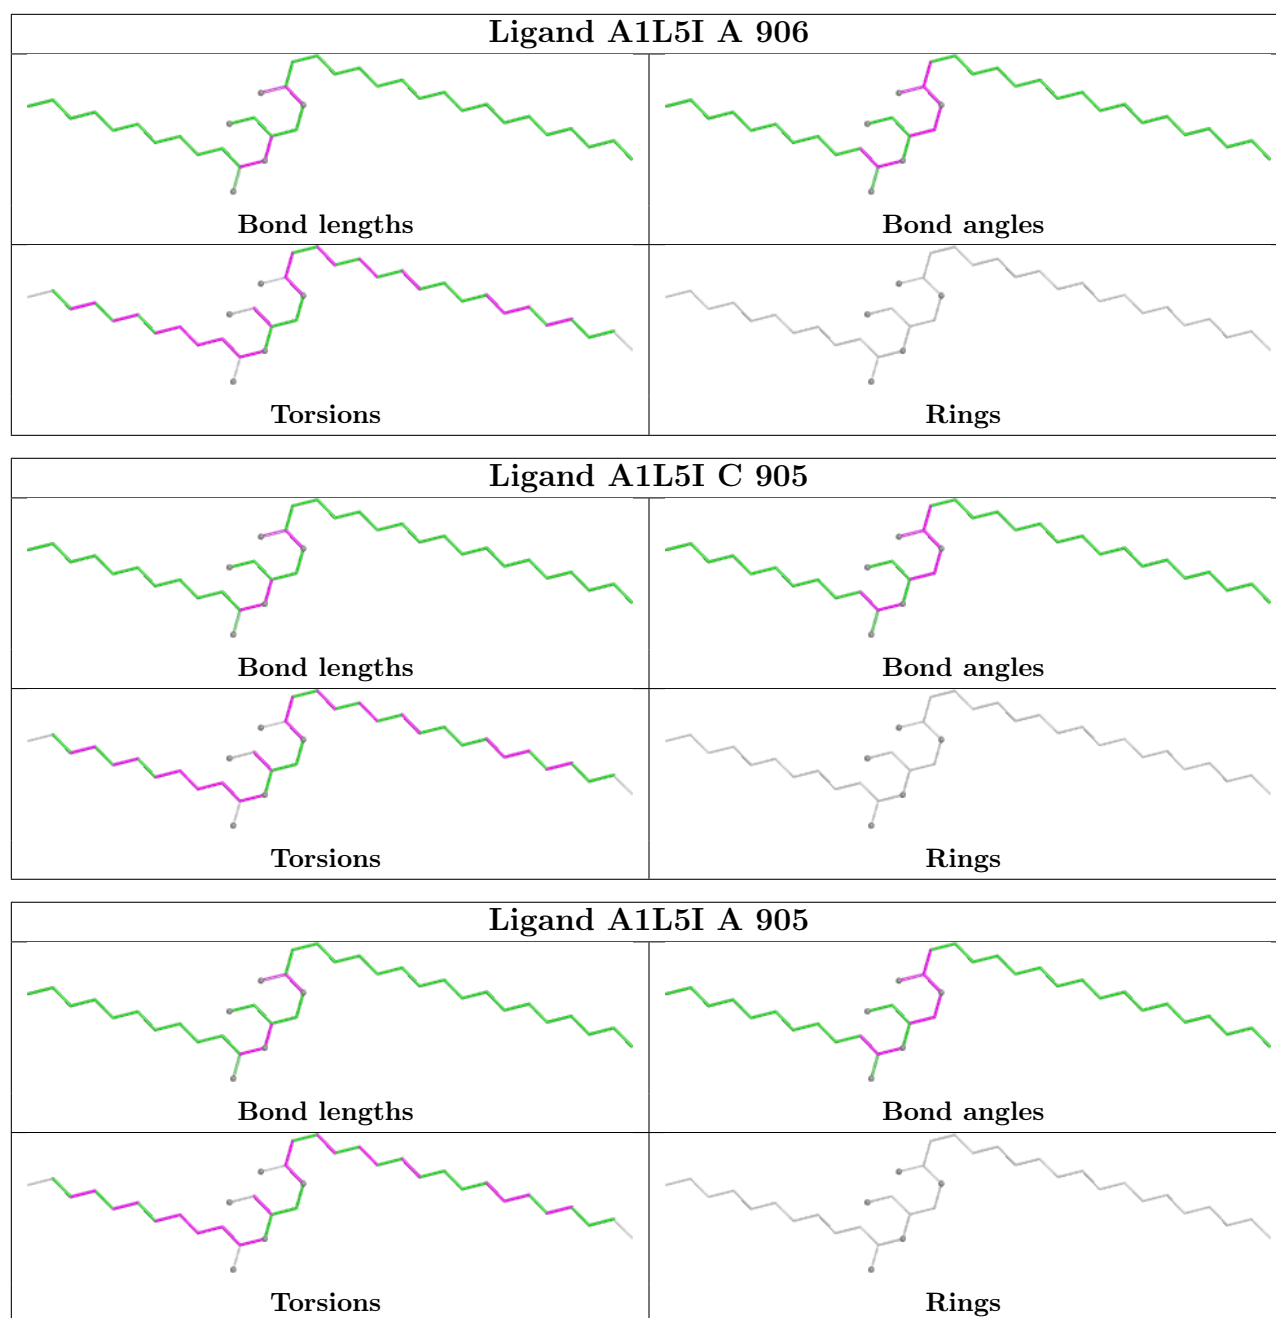 Ligand A1L5I A 906
Bond lengths
Bond angles
Torsions
Rings
Ligand A1L5I C 905
Bond lengths
Bond angles
Torsions
Rings
Ligand A1L5I A 905
Bond lengths
Bond angles
Torsions
Rings